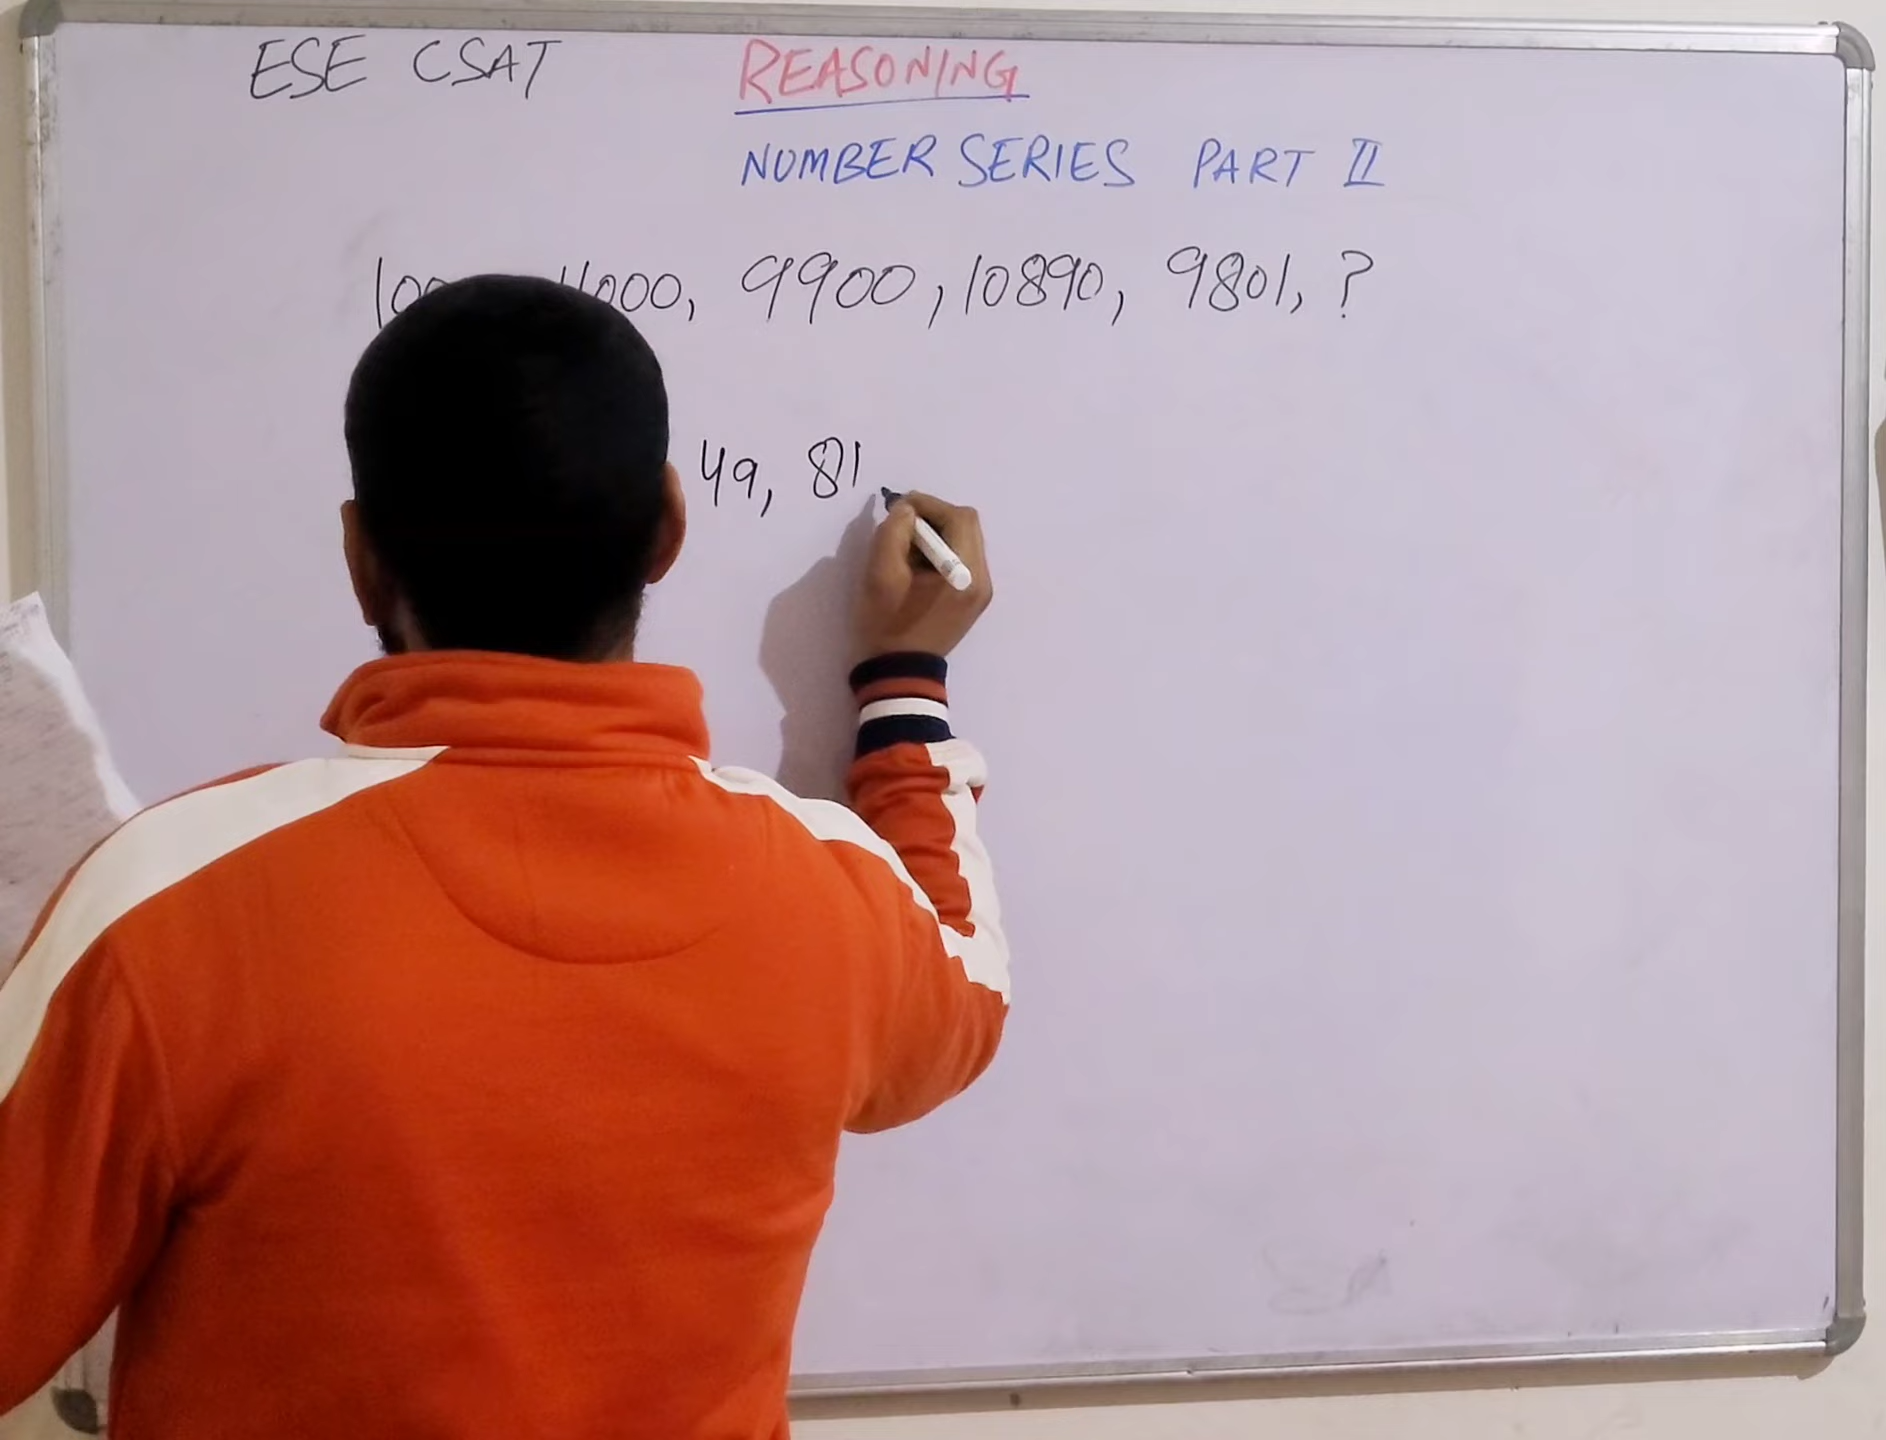 ESE CSAT REASONING
NUMBER SERIES PART II
11000, 9900, 10890, 9801, ?
49, 81